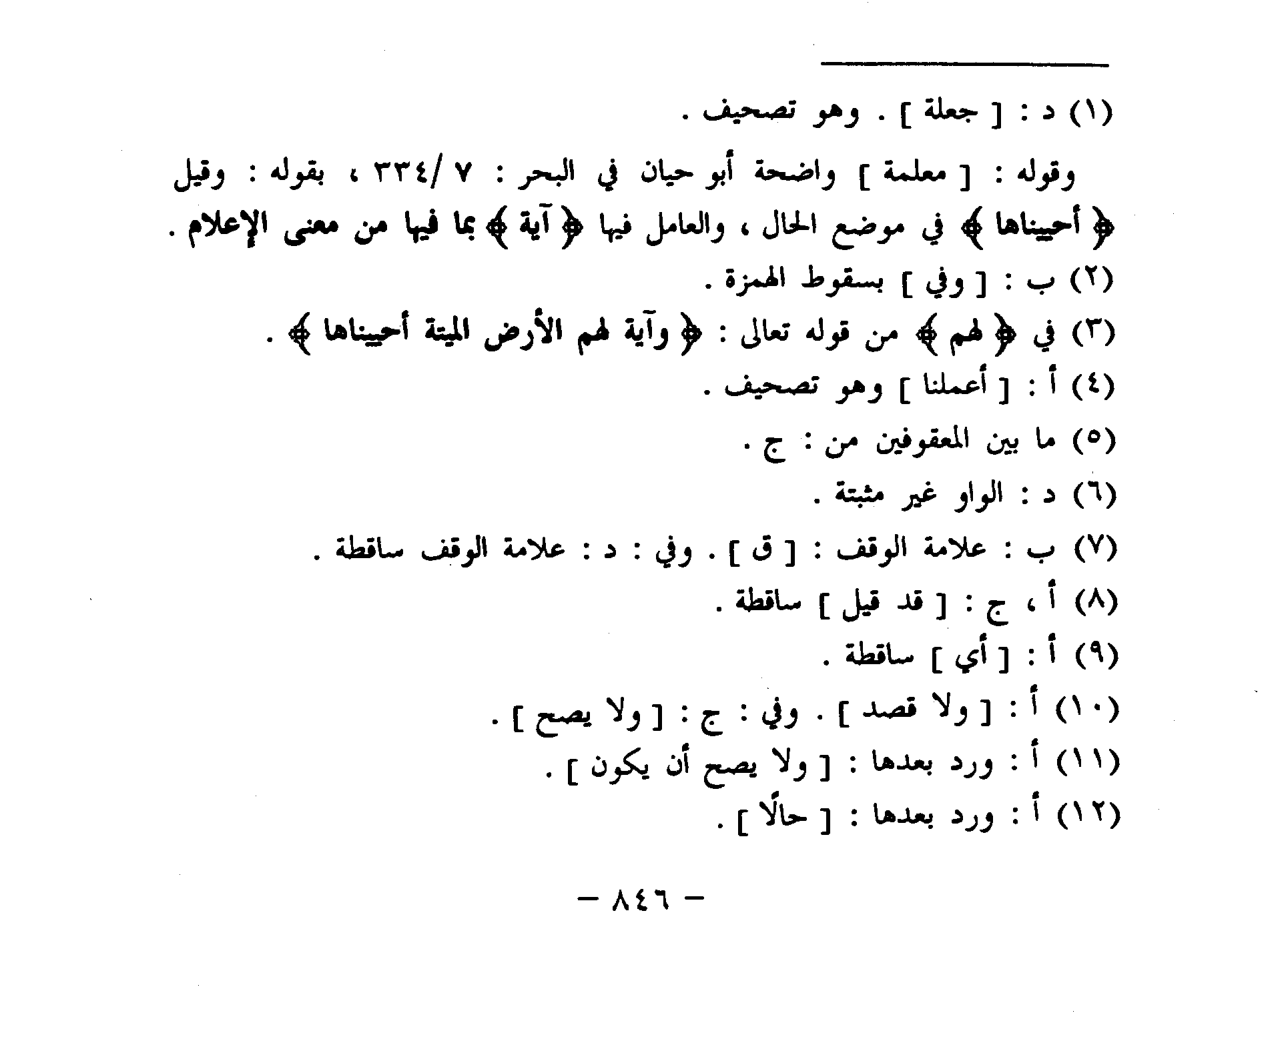 (١) د : [ جعلة ] . وهو تصحيف .
وقوله : [ معلمة ] واضحة أبو حيان في البحر : ٧ /٣٣٤ ، بقوله : وقيل
﴿ أحييناها ﴾ في موضع الحال ، والعامل فيها ﴿ آية ﴾ بما فيها من معنى الإعلام .
(٢) ب : [ وفي ] بسقوط الهمزة .
(٣) في ﴿ لهم ﴾ من قوله تعالى : ﴿ وآية لهم الأرض الميتة أحييناها ﴾ .
(٤) أ : [ أعملنا ] وهو تصحيف .
(٥) ما بين المعقوفين من : ج .
(٦) د : الواو غير مثبتة .
(٧) ب : علامة الوقف : [ ق ] . وفي : د : علامة الوقف ساقطة .
(٨) أ ، ج : [ قد قيل ] ساقطة .
(٩) أ : [ أي ] ساقطة .
(١٠) أ : [ ولا قصد ] . وفي : ج : [ ولا يصح ] .
(١١) أ : ورد بعدها : [ ولا يصح أن يكون ] .
(١٢) أ : ورد بعدها : [ حالًا ] .
– ٨٤٦ –